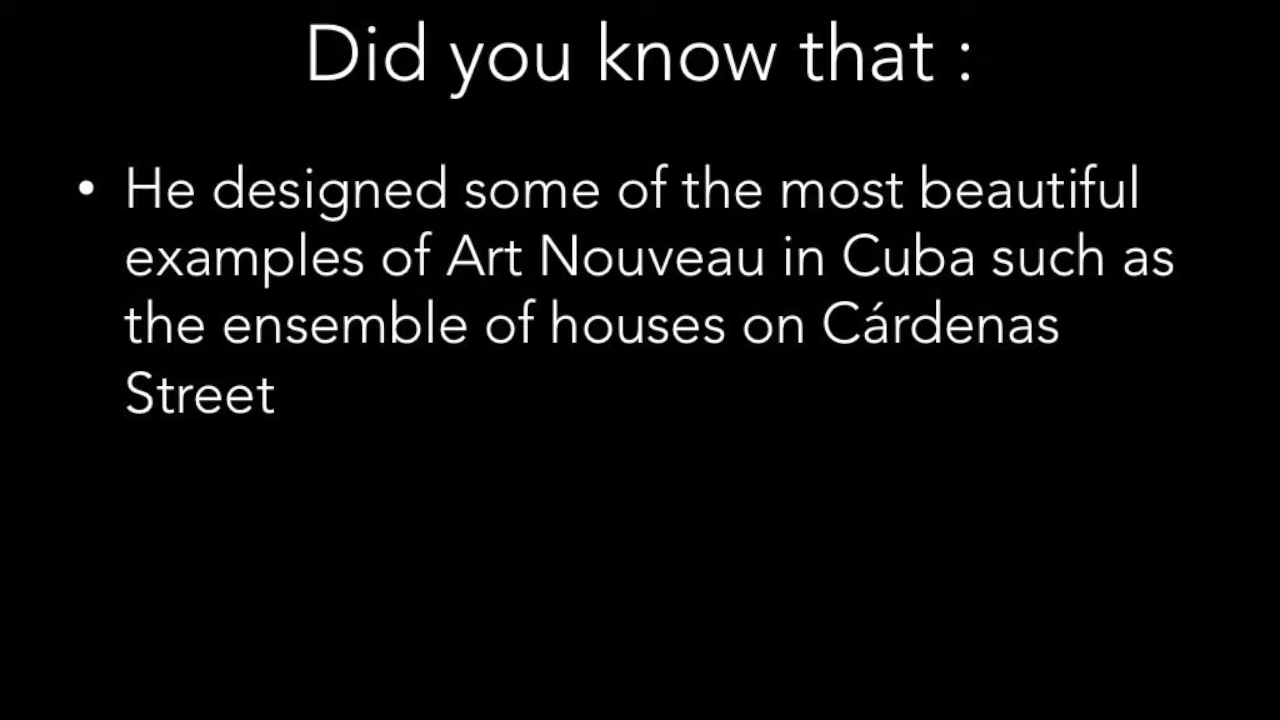 Did you know that :
• He designed some of the most beautiful
examples of Art Nouveau in Cuba such as
the ensemble of houses on Cárdenas
Street